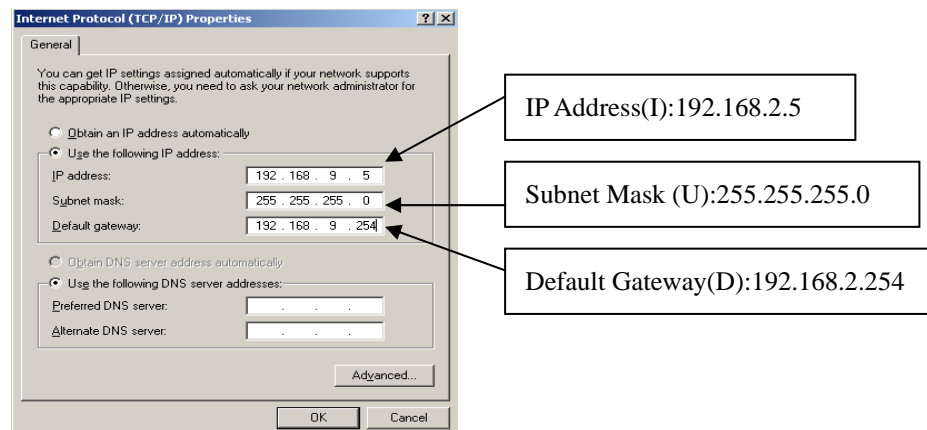 Internet Protocol (TCP/IP) Properties
General
You can get IP settings assigned automatically if your network supports
this capability. Otherwise, you need to ask your network administrator for
the appropriate IP settings.
Obtain an IP address automatically
Use the following IP address:
IP address: 192 . 168 . 9 . 5
Subnet mask: 255 . 255 . 255 . 0
Default gateway: 192 . 168 . 9 . 254
Obtain DNS server address automatically
Use the following DNS server addresses:
Preferred DNS server: . . .
Alternate DNS server: . . .
Advanced...
OK Cancel
IP Address(I):192.168.2.5
Subnet Mask (U):255.255.255.0
Default Gateway(D):192.168.2.254